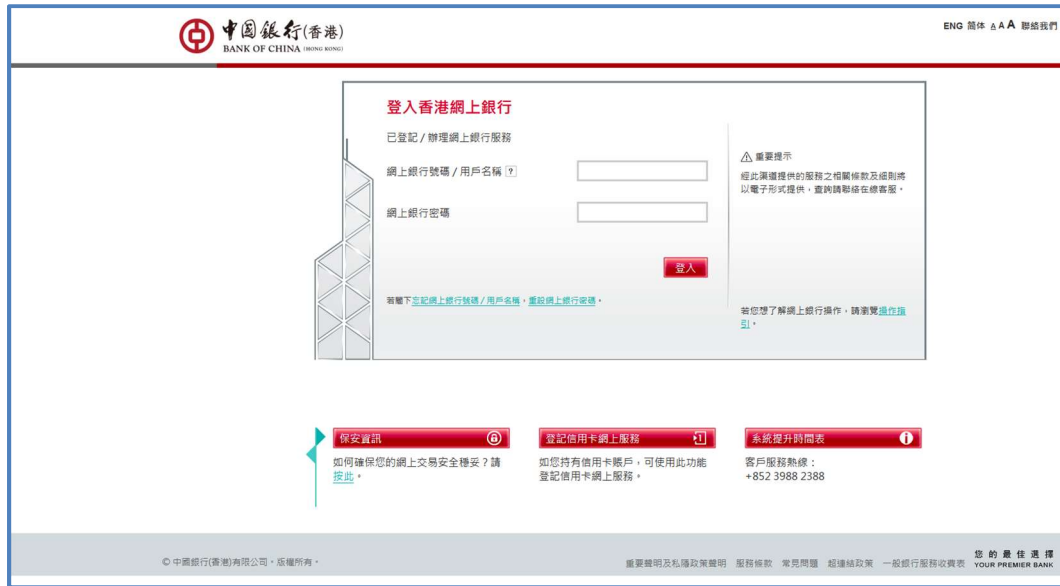 中国銀行(香港)
BANK OF CHINA (HONG KONG)
ENG 简体 A A A 聯絡我們
登入香港網上銀行
已登記 / 辦理網上銀行服務
網上銀行號碼 / 用戶名稱 ?
網上銀行密碼
登入
若閣下忘記網上銀行號碼 / 用戶名稱，重設網上銀行密碼。
重要提示
經此渠道提供的服務之相關條款及細則將
以電子形式提供，查詢請聯絡在線客服。
若您想了解網上銀行操作，請瀏覽操作指
引。
保安資訊
如何確保您的網上交易安全穩妥？請
按此。
登記信用卡網上服務
如您持有信用卡賬戶，可使用此功能
登記信用卡網上服務。
系統提升時間表
客戶服務熱線：
+852 3988 2388
© 中國銀行(香港)有限公司。版權所有。
重要聲明及私隱政策聲明 服務條款 常見問題 超連結政策 一般銀行服務收費表
您的最佳選擇
YOUR PREMIER BANK